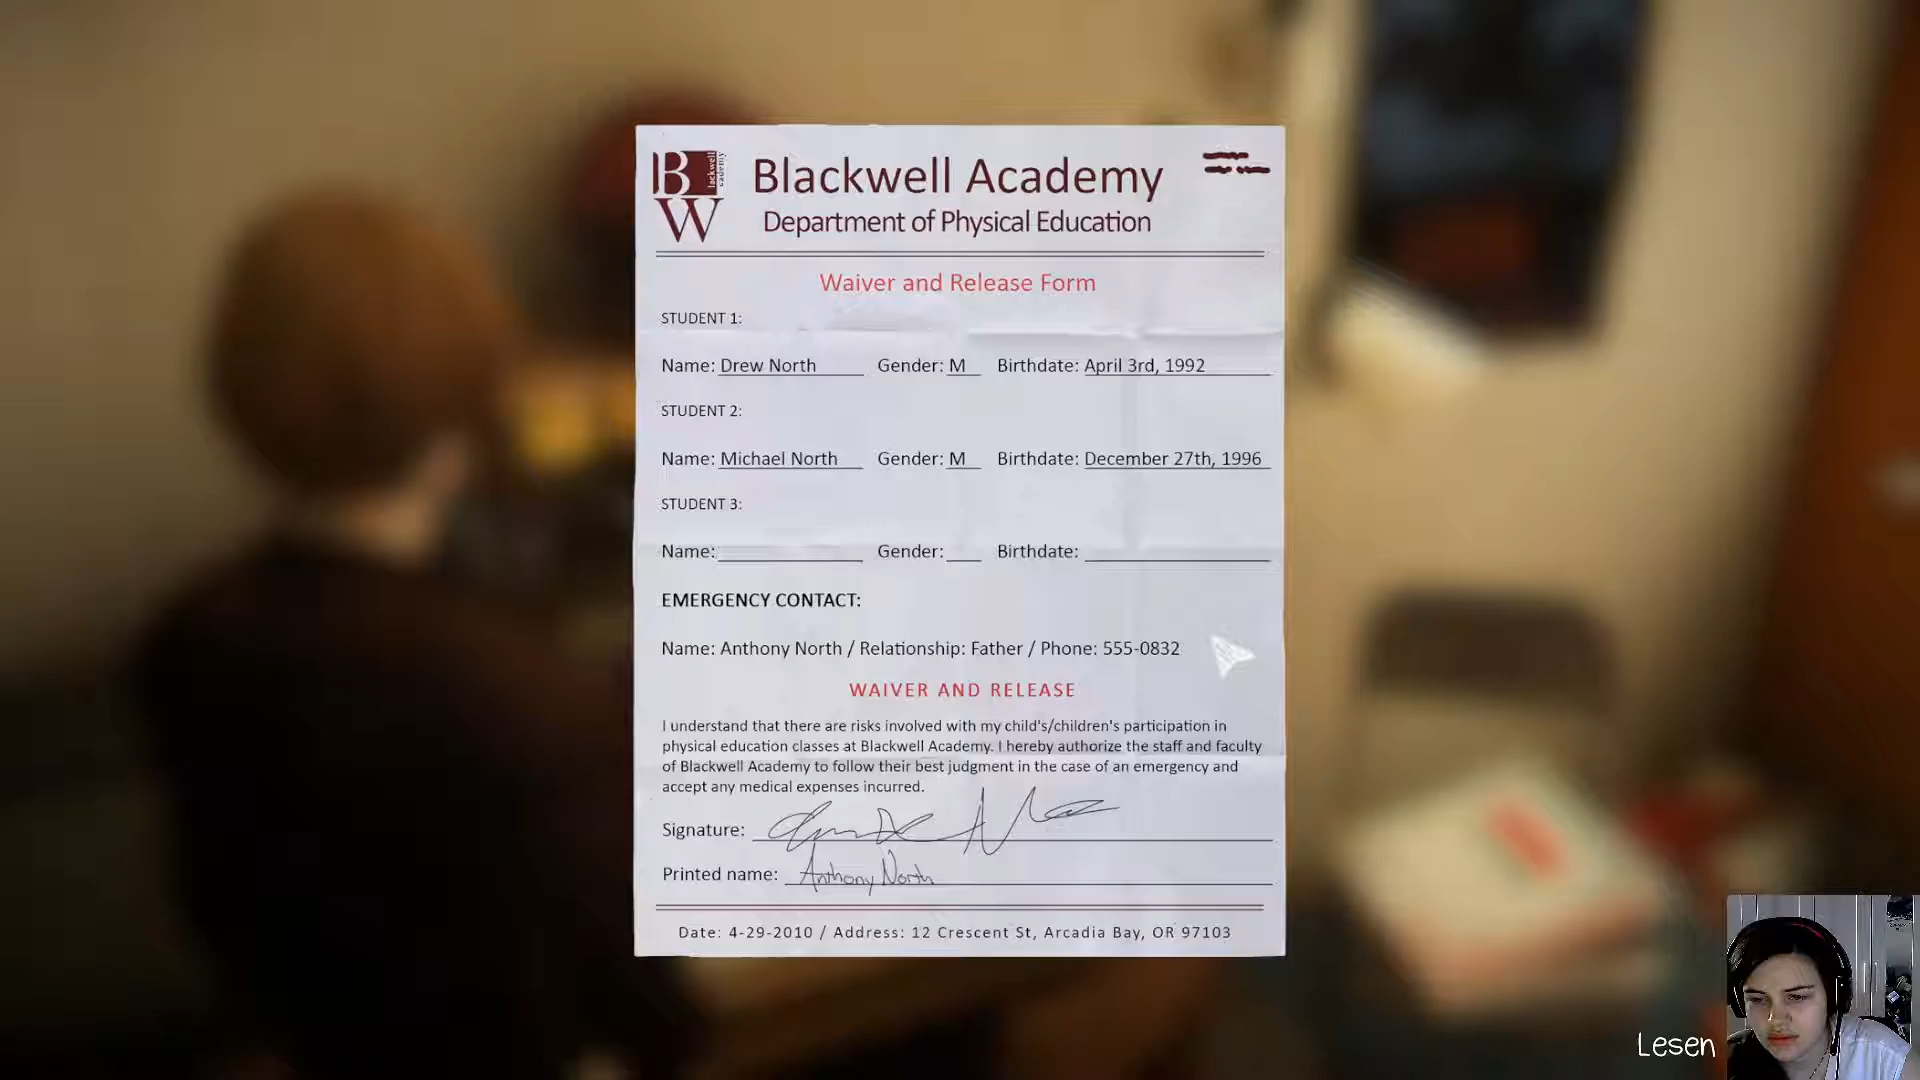 Blackwell Academy
Department of Physical Education
Waiver and Release Form
STUDENT 1:
Name: Drew North Gender: M Birthdate: April 3rd, 1992
STUDENT 2:
Name: Michael North Gender: M Birthdate: December 27th, 1996
STUDENT 3:
Name: Gender: Birthdate:
EMERGENCY CONTACT:
Name: Anthony North / Relationship: Father / Phone: 555-0832
WAIVER AND RELEASE
I understand that there are risks involved with my child's/children's participation in
physical education classes at Blackwell Academy. I hereby authorize the staff and faculty
of Blackwell Academy to follow their best judgment in the case of an emergency and
accept any medical expenses incurred.
Signature:
Printed name: Anthony North
Date: 4-29-2010 / Address: 12 Crescent St, Arcadia Bay, OR 97103
Lesen